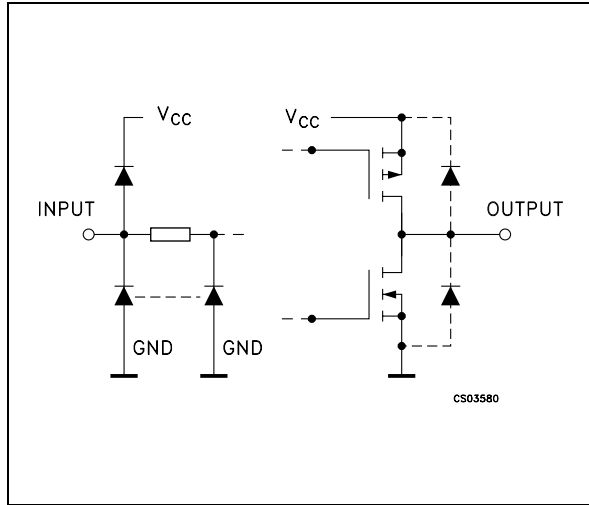 VCC
VCC
INPUT
OUTPUT
GND
GND
CS03580